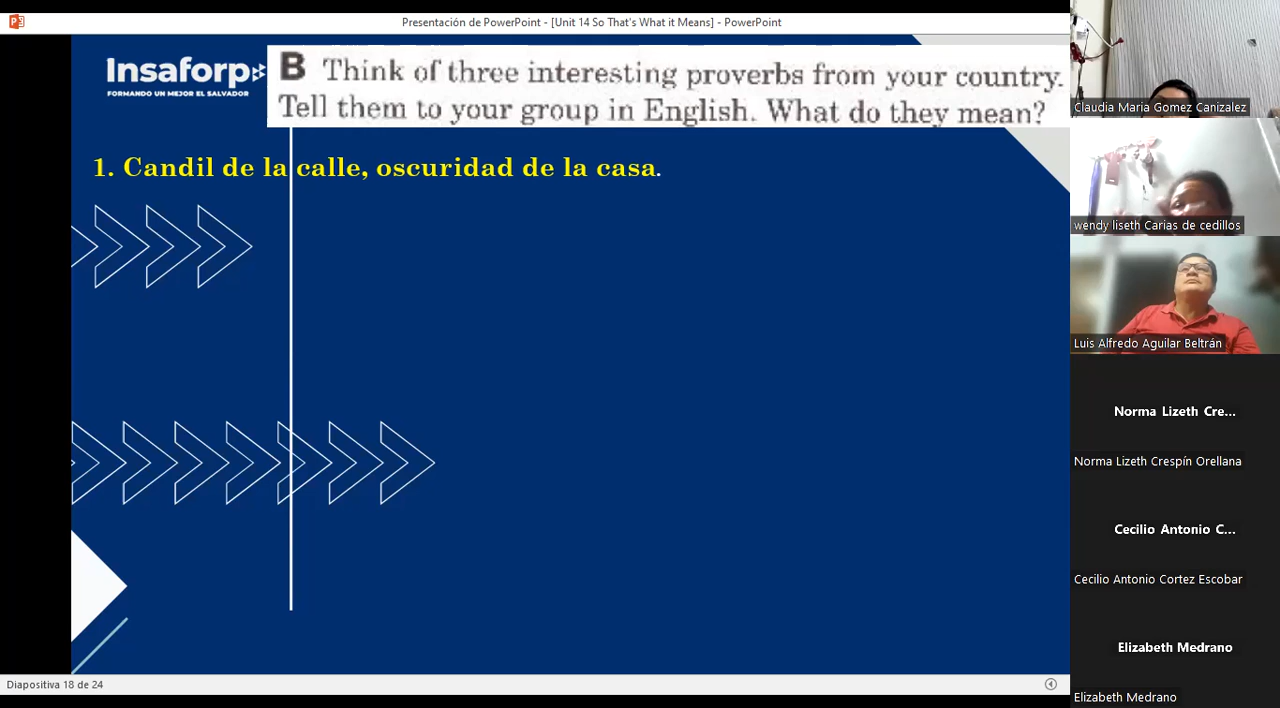 Presentación de PowerPoint - [Unit 14 So That's What it Means] - PowerPoint
Insaforp
FORMANDO UN MEJOR EL SALVADOR
B Think of three interesting proverbs from your country.
Tell them to your group in English. What do they mean?
1. Candil de la calle, oscuridad de la casa.
Diapositiva 18 de 24
Claudia Maria Gomez Canizalez
wendy liseth Carias de cedillos
Luis Alfredo Aguilar Beltrán
Norma Lizeth Cre...
Norma Lizeth Crespín Orellana
Cecilio Antonio C...
Cecilio Antonio Cortez Escobar
Elizabeth Medrano
Elizabeth Medrano